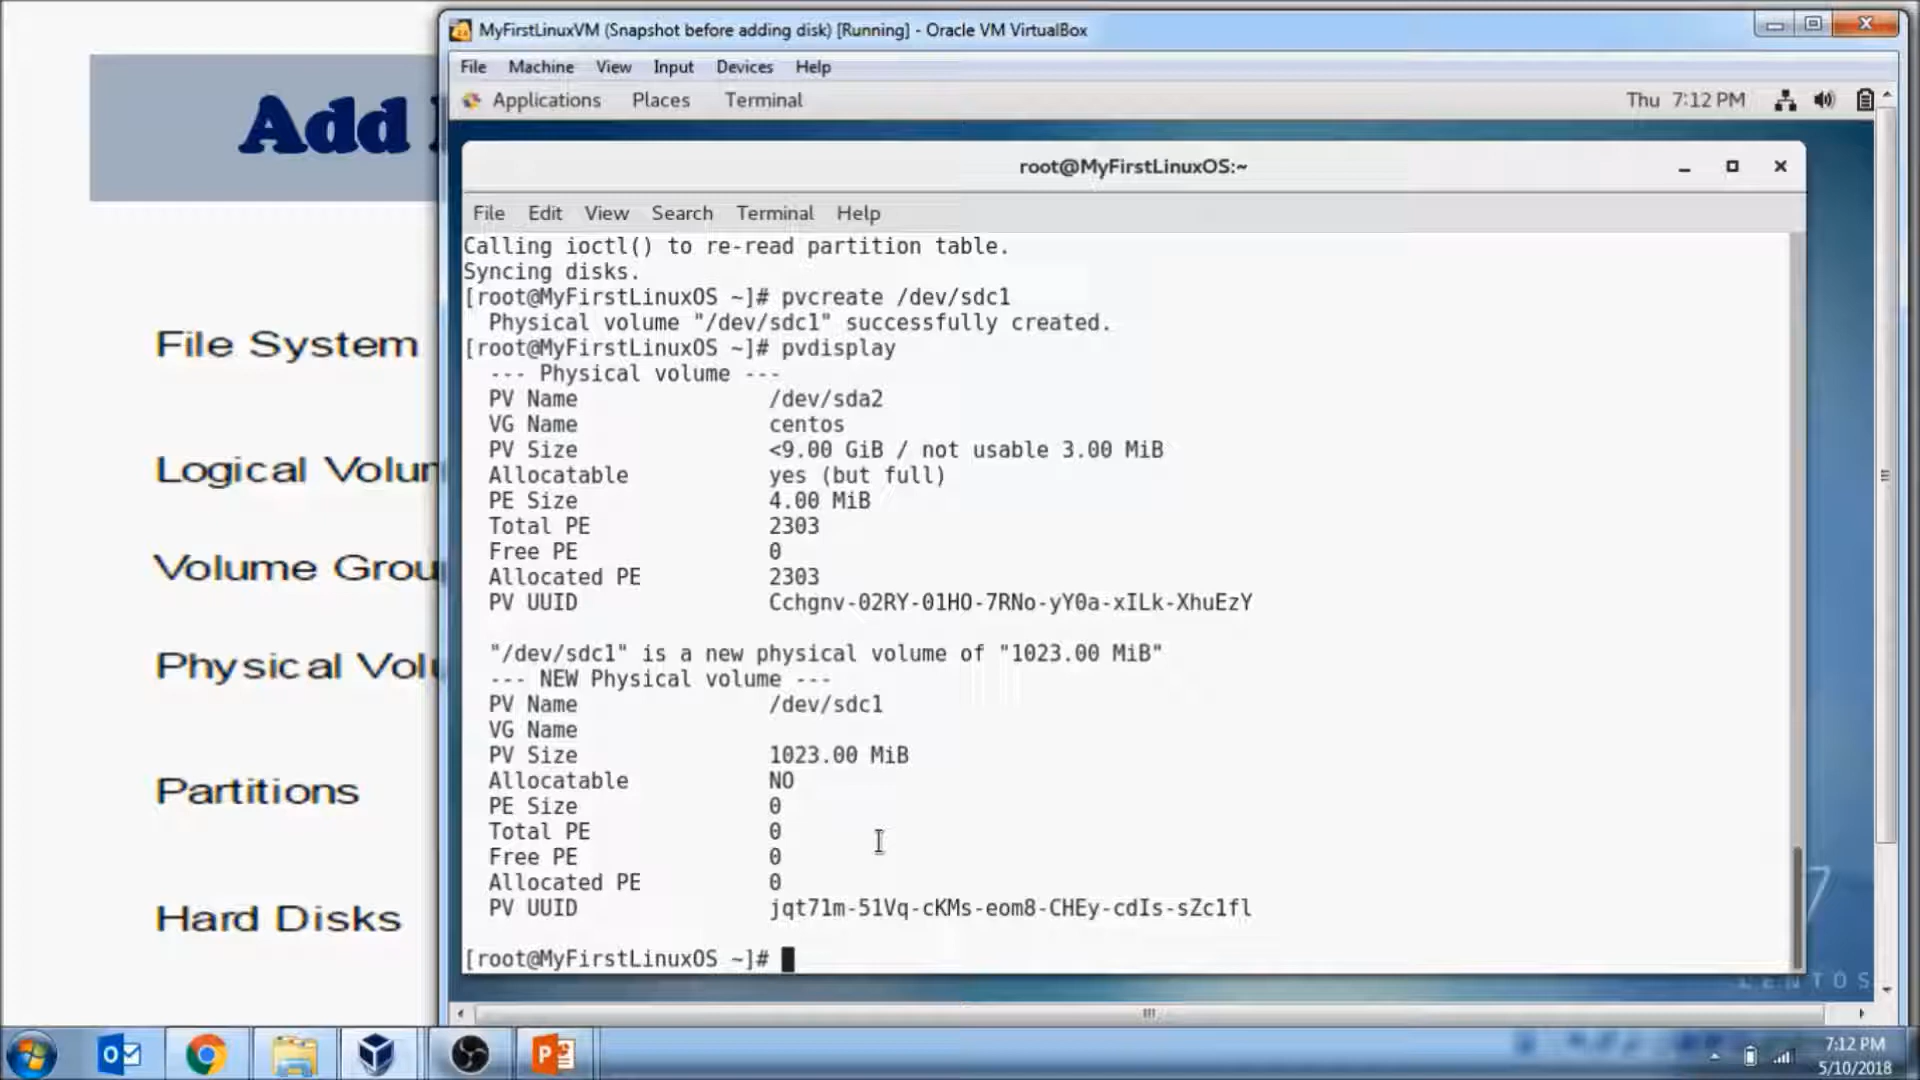 MyFirstLinuxVM (Snapshot before adding disk) [Running] - Oracle VM VirtualBox
File Machine View Input Devices Help
Applications Places Terminal Thu 7:12 PM
Add
root@MyFirstLinuxOS:~
File Edit View Search Terminal Help
Calling ioctl() to re-read partition table.
Syncing disks.
[root@MyFirstLinuxOS ~]# pvcreate /dev/sdc1
Physical volume "/dev/sdc1" successfully created.
[root@MyFirstLinuxOS ~]# pvdisplay
--- Physical volume ---
PV Name /dev/sda2
VG Name centos
PV Size <9.00 GiB / not usable 3.00 MiB
Allocatable yes (but full)
PE Size 4.00 MiB
Total PE 2303
Free PE 0
Allocated PE 2303
PV UUID Cchgnv-02RY-01HO-7RNo-yY0a-xILk-XhuEzY
"/dev/sdc1" is a new physical volume of "1023.00 MiB"
--- NEW Physical volume ---
PV Name /dev/sdc1
VG Name
PV Size 1023.00 MiB
Allocatable NO
PE Size 0
Total PE 0
Free PE 0
Allocated PE 0
PV UUID jqt71m-51Vq-cKMs-eom8-CHEy-cdIs-sZc1fl
[root@MyFirstLinuxOS ~]#
File System
Logical Volum
Volume Grou
Physical Volu
Partitions
Hard Disks
7
CENTOS
7:12 PM
5/10/2018